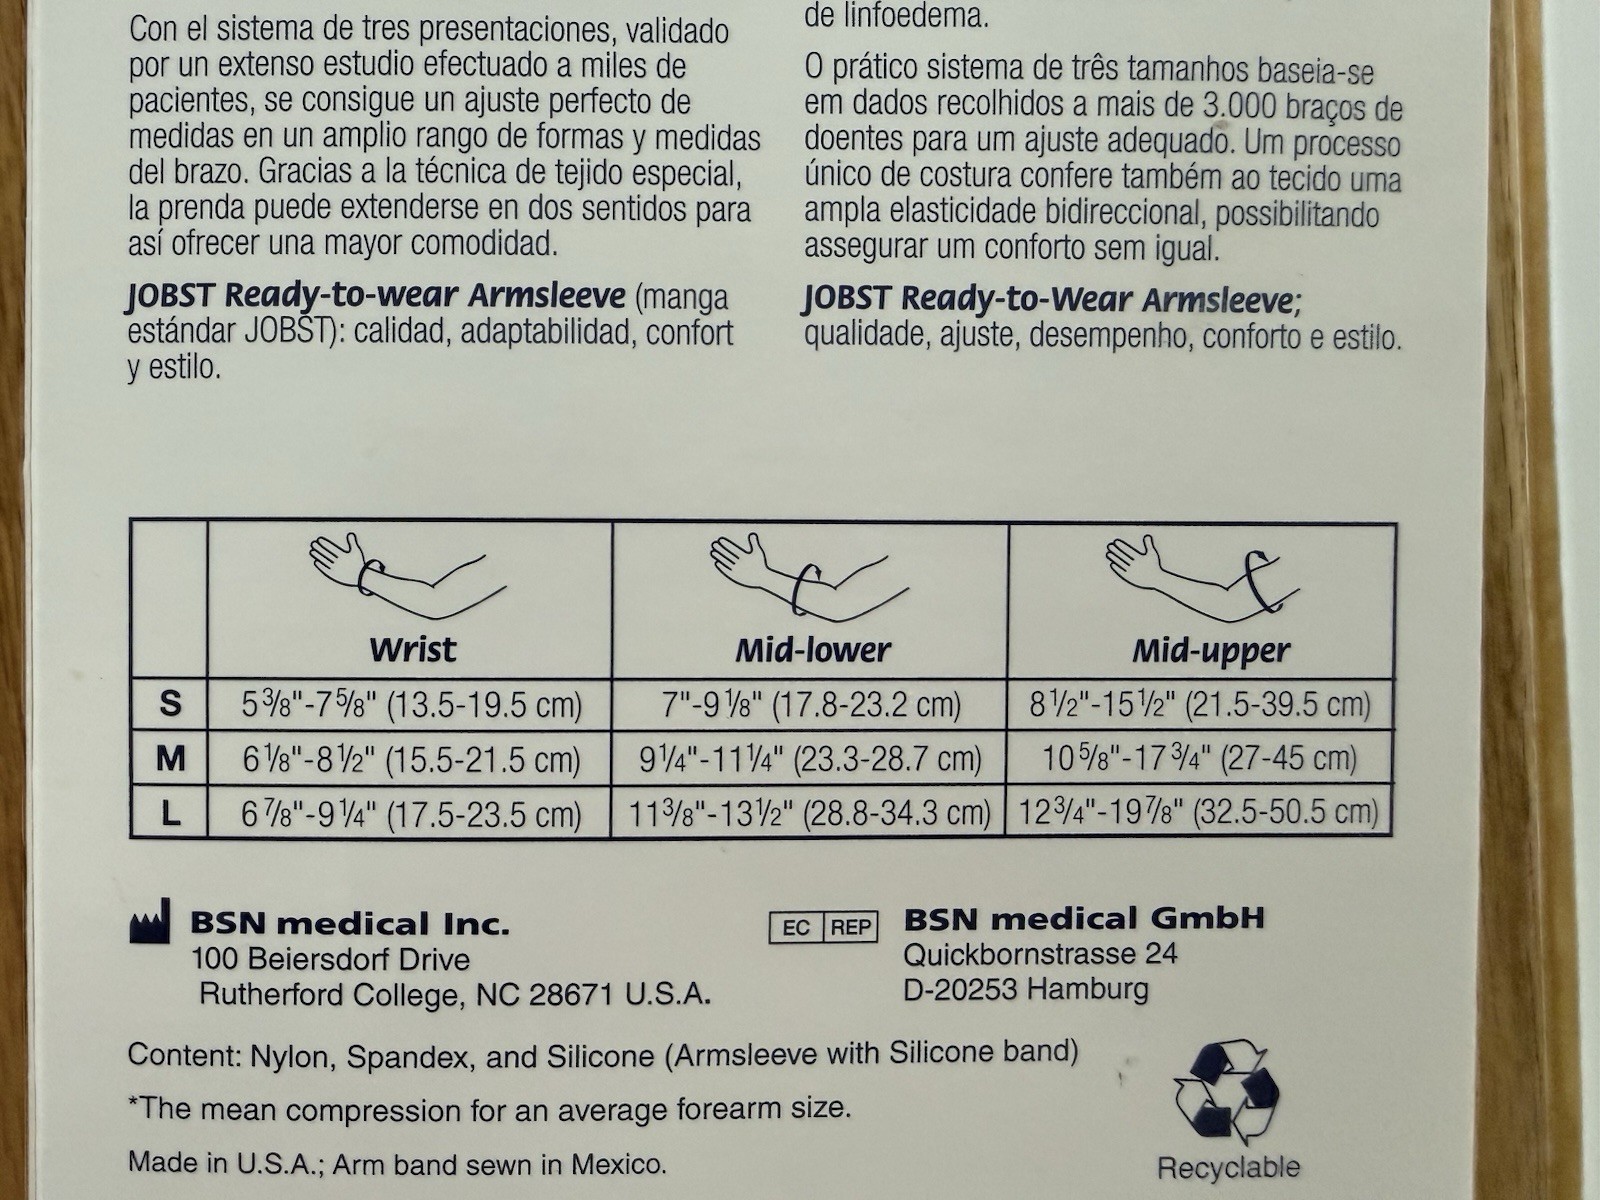 Con el sistema de tres presentaciones, validado
por un extenso estudio efectuado a miles de
pacientes, se consigue un ajuste perfecto de
medidas en un amplio rango de formas y medidas
del brazo. Gracias a la técnica de tejido especial,
la prenda puede extenderse en dos sentidos para
así ofrecer una mayor comodidad.
JOBST Ready-to-wear Armsleeve (manga
estándar JOBST): calidad, adaptabilidad, confort
y estilo.
de linfoedema.
O prático sistema de três tamanhos baseia-se
em dados recolhidos a mais de 3.000 braços de
doentes para um ajuste adequado. Um processo
único de costura confere também ao tecido uma
ampla elasticidade bidireccional, possibilitando
assegurar um conforto sem igual.
JOBST Ready-to-Wear Armsleeve;
qualidade, ajuste, desempenho, conforto e estilo.
Wrist Mid-lower Mid-upper
S 5 3/8"-7 5/8" (13.5-19.5 cm) 7"-9 1/8" (17.8-23.2 cm) 8 1/2"-15 1/2" (21.5-39.5 cm)
M 6 1/8"-8 1/2" (15.5-21.5 cm) 9 1/4"-11 1/4" (23.3-28.7 cm) 10 5/8"-17 3/4" (27-45 cm)
L 6 7/8"-9 1/4" (17.5-23.5 cm) 11 3/8"-13 1/2" (28.8-34.3 cm) 12 3/4"-19 7/8" (32.5-50.5 cm)
BSN medical Inc.
100 Beiersdorf Drive
Rutherford College, NC 28671 U.S.A.
EC REP
BSN medical GmbH
Quickbornstrasse 24
D-20253 Hamburg
Content: Nylon, Spandex, and Silicone (Armsleeve with Silicone band)
*The mean compression for an average forearm size.
Made in U.S.A.; Arm band sewn in Mexico.
Recyclable